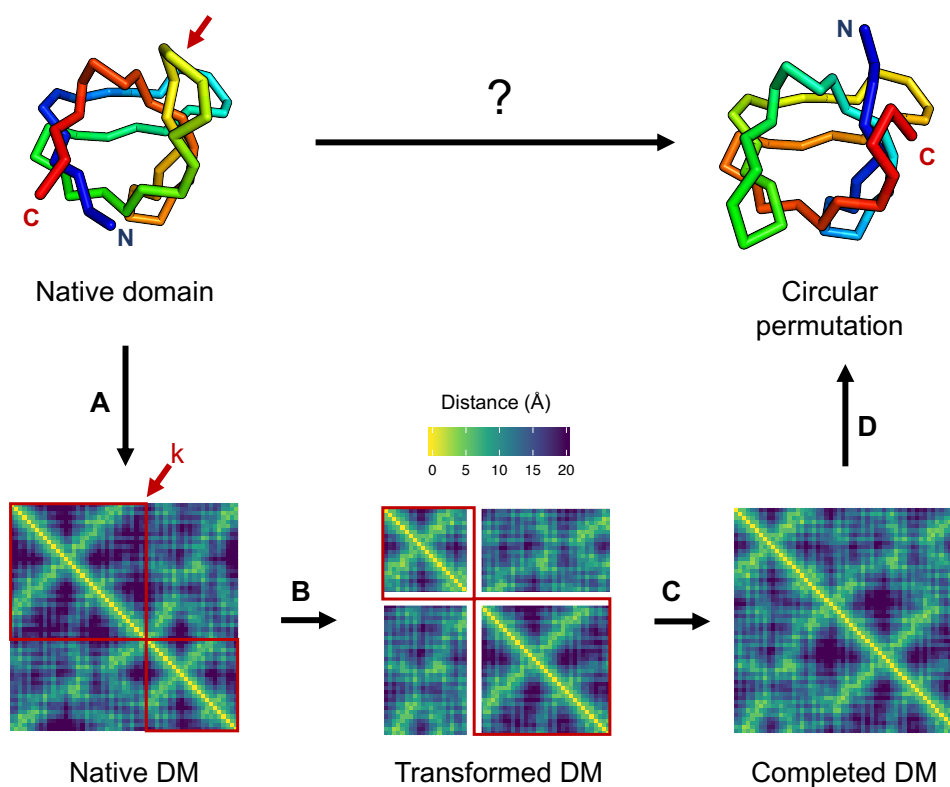 N
?
C
C
N
Native domain
Circular
permutation
A
Distance (Å)
D
0 5 10 15 20
k
B
C
Native DM
Transformed DM
Completed DM